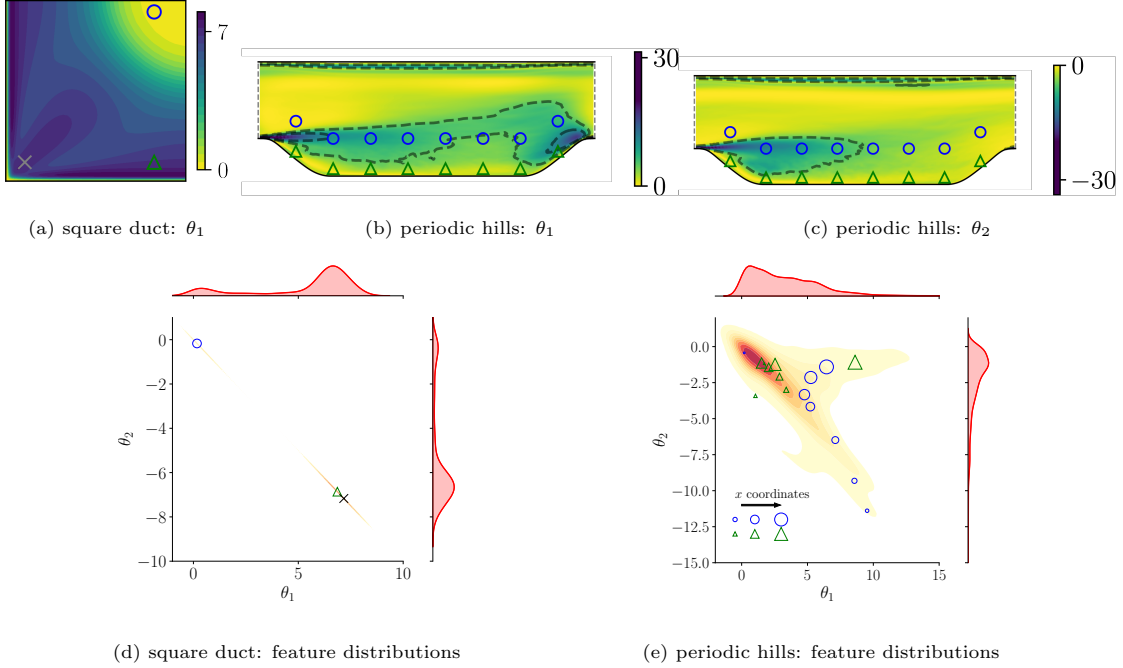 7
0
30
0
0
−30
(a) square duct: θ₁
(b) periodic hills: θ₁
(c) periodic hills: θ₂
0
−2
−4
−6
−8
−10
θ₂
0
5
10
θ₁
0.0
−2.5
−5.0
−7.5
−10.0
−12.5
−15.0
θ₂
x coordinates
0
5
10
15
θ₁
(d) square duct: feature distributions
(e) periodic hills: feature distributions